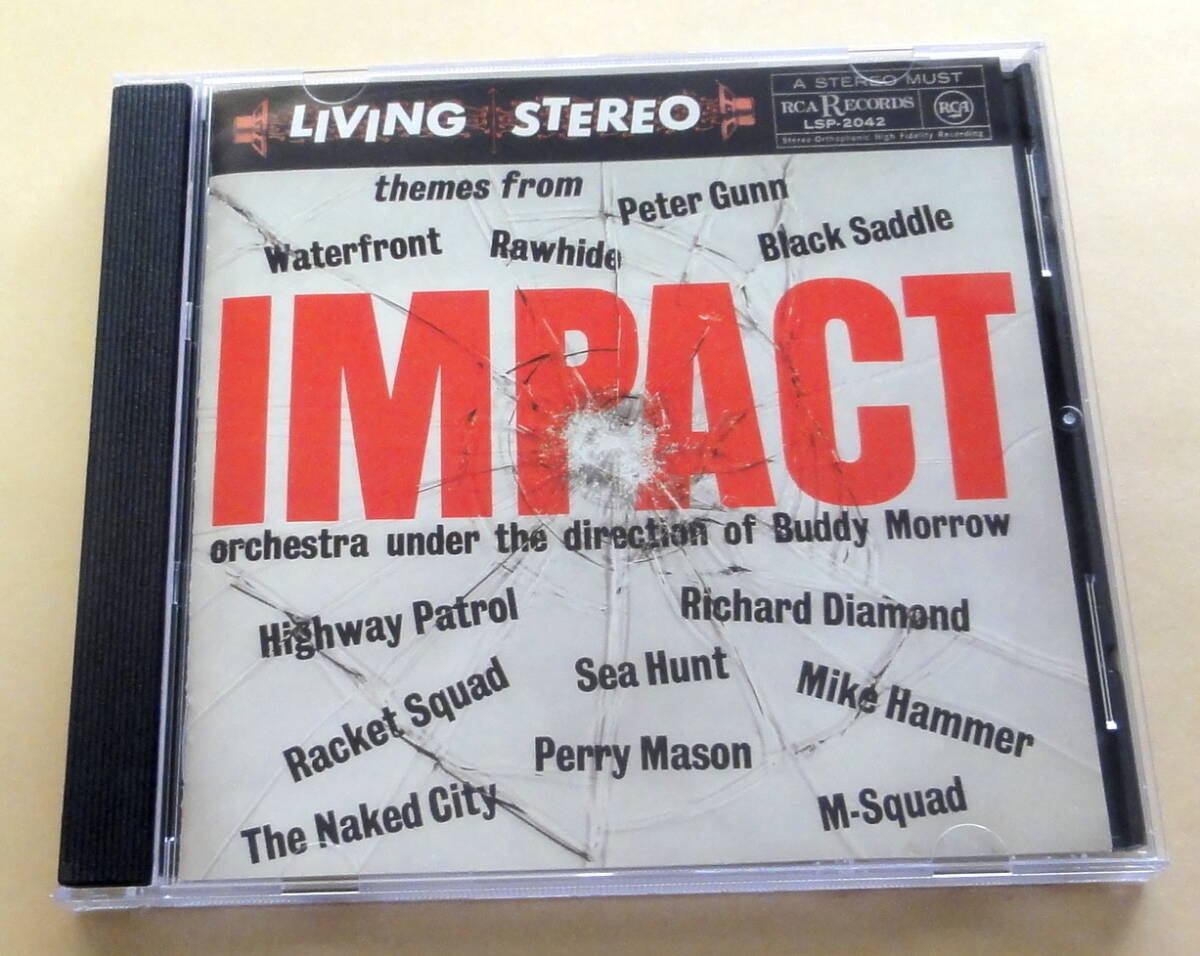 LIVING STEREO
A STEREO MUST
RCA RECORDS
RCA
LSP-2042
Stereo-Orthophonic High Fidelity Recording
themes from
Peter Gunn
Waterfront
Rawhide
Black Saddle
IMPACT
orchestra under the direction of Buddy Morrow
Highway Patrol
Richard Diamond
Racket Squad
Sea Hunt
Mike Hammer
Perry Mason
The Naked City
M-Squad